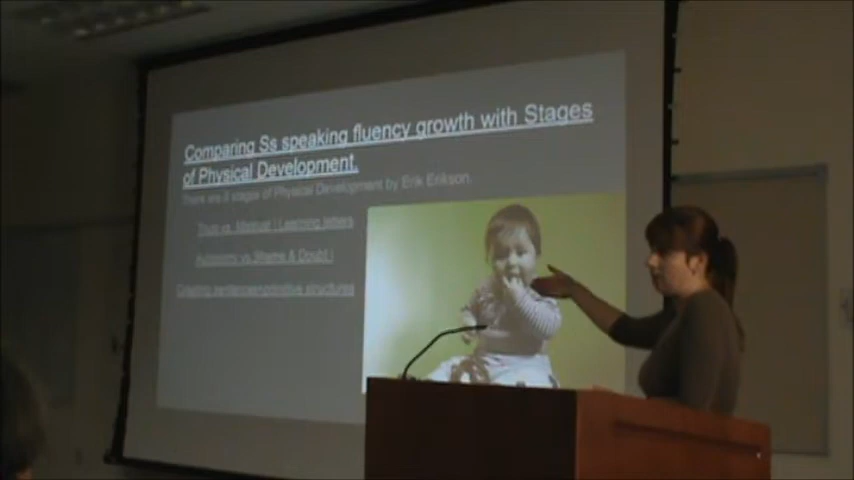 Comparing Ss speaking fluency growth with Stages
of Physical Development.
There are 8 stages of Physical Development by Erik Erikson.
Trust vs. Mistrust | Learning letters
Autonomy vs Shame & Doubt |
Creating sentences=primitive structures